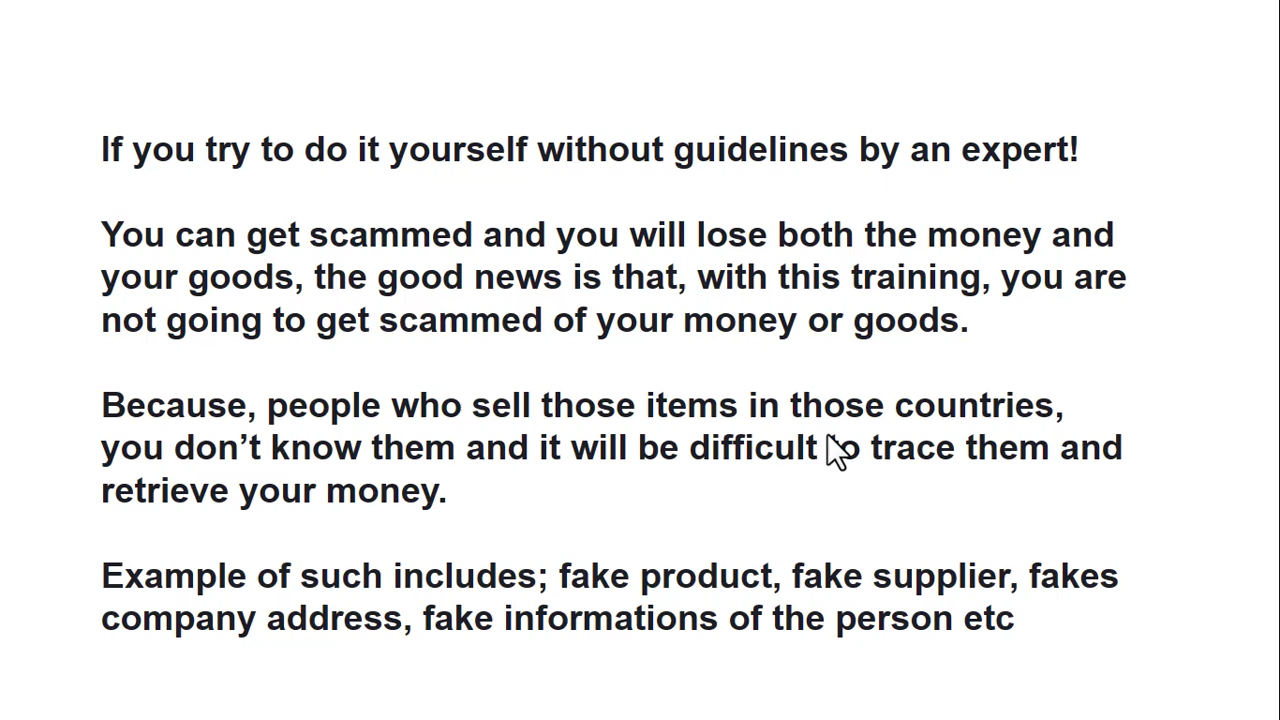 If you try to do it yourself without guidelines by an expert!
You can get scammed and you will lose both the money and
your goods, the good news is that, with this training, you are
not going to get scammed of your money or goods.
Because, people who sell those items in those countries,
you don’t know them and it will be difficult to trace them and
retrieve your money.
Example of such includes; fake product, fake supplier, fakes
company address, fake informations of the person etc